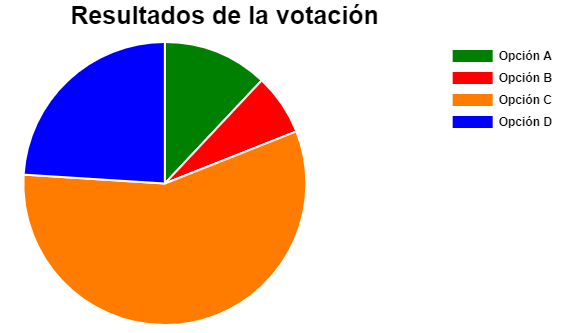 Resultados de la votación
Opción A
Opción B
Opción C
Opción D